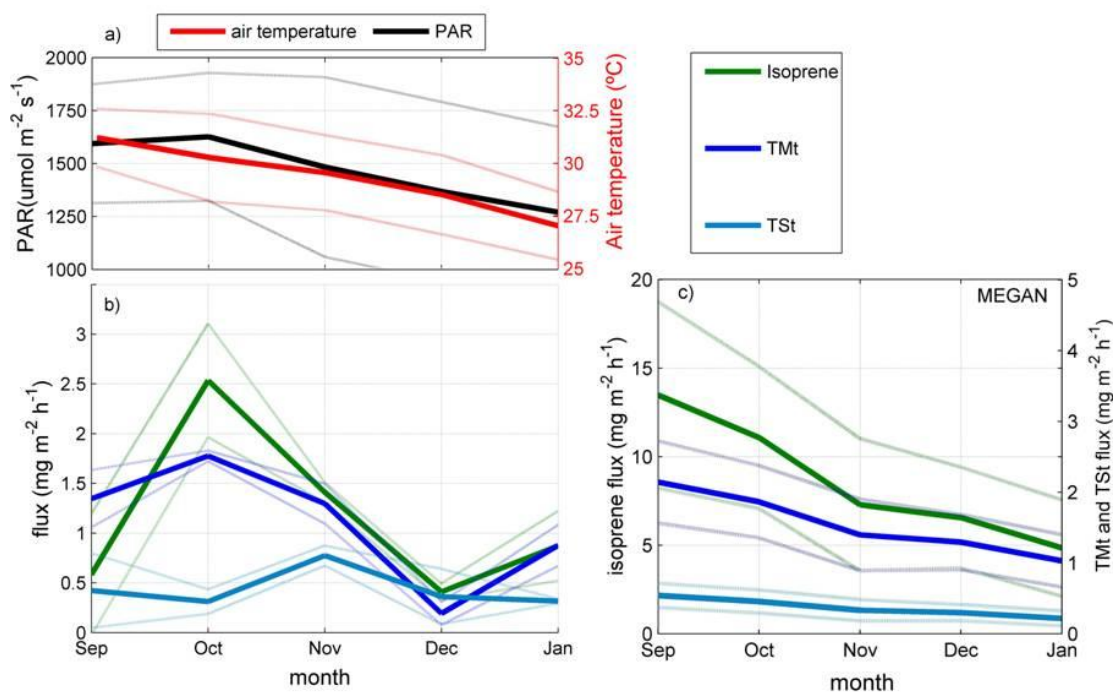 a)
air temperature
PAR
2000
1750
1500
1250
1000
PAR(umol m-2 s-1)
35
32.5
30
27.5
25
Air temperature (ºC)
Isoprene
TMt
TSt
b)
3
2.5
2
1.5
1
0.5
0
flux (mg m-2 h-1)
Sep
Oct
Nov
Dec
Jan
month
c)
MEGAN
20
15
10
5
0
isoprene flux (mg m-2 h-1)
5
4
3
2
1
0
TMt and TSt flux (mg m-2 h-1)
Sep
Oct
Nov
Dec
Jan
month